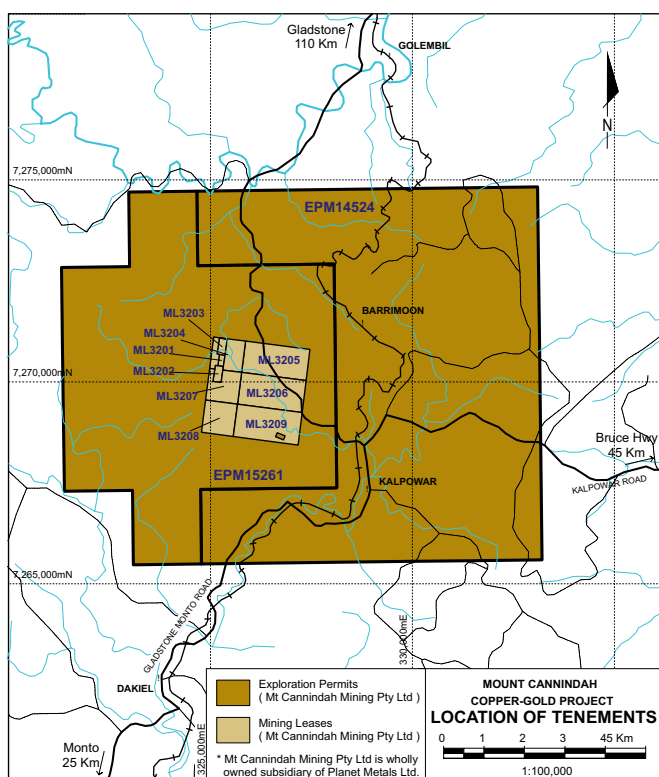 Gladstone
110 Km
GOLEMBIL
N
7,275,000mN
EPM14524
ML3203
BARRIMOON
ML3204
ML3201
ML3205
ML3202
7,270,000mN
ML3207
ML3206
ML3209
ML3208
Bruce Hwy
45 Km
EPM15261
KALPOWAR
KALPOWAR ROAD
7,265,000mN
GLADSTONE MONTO ROAD
330,000mE
DAKIEL
325,000mE
Monto
25 Km
Exploration Permits
( Mt Cannindah Mining Pty Ltd )
Mining Leases
( Mt Cannindah Mining Pty Ltd )
* Mt Cannindah Mining Pty Ltd is wholly
owned subsidiary of Planet Metals Ltd.
MOUNT CANNINDAH
COPPER-GOLD PROJECT
LOCATION OF TENEMENTS
0 1 2 3 45 Km
1:100,000